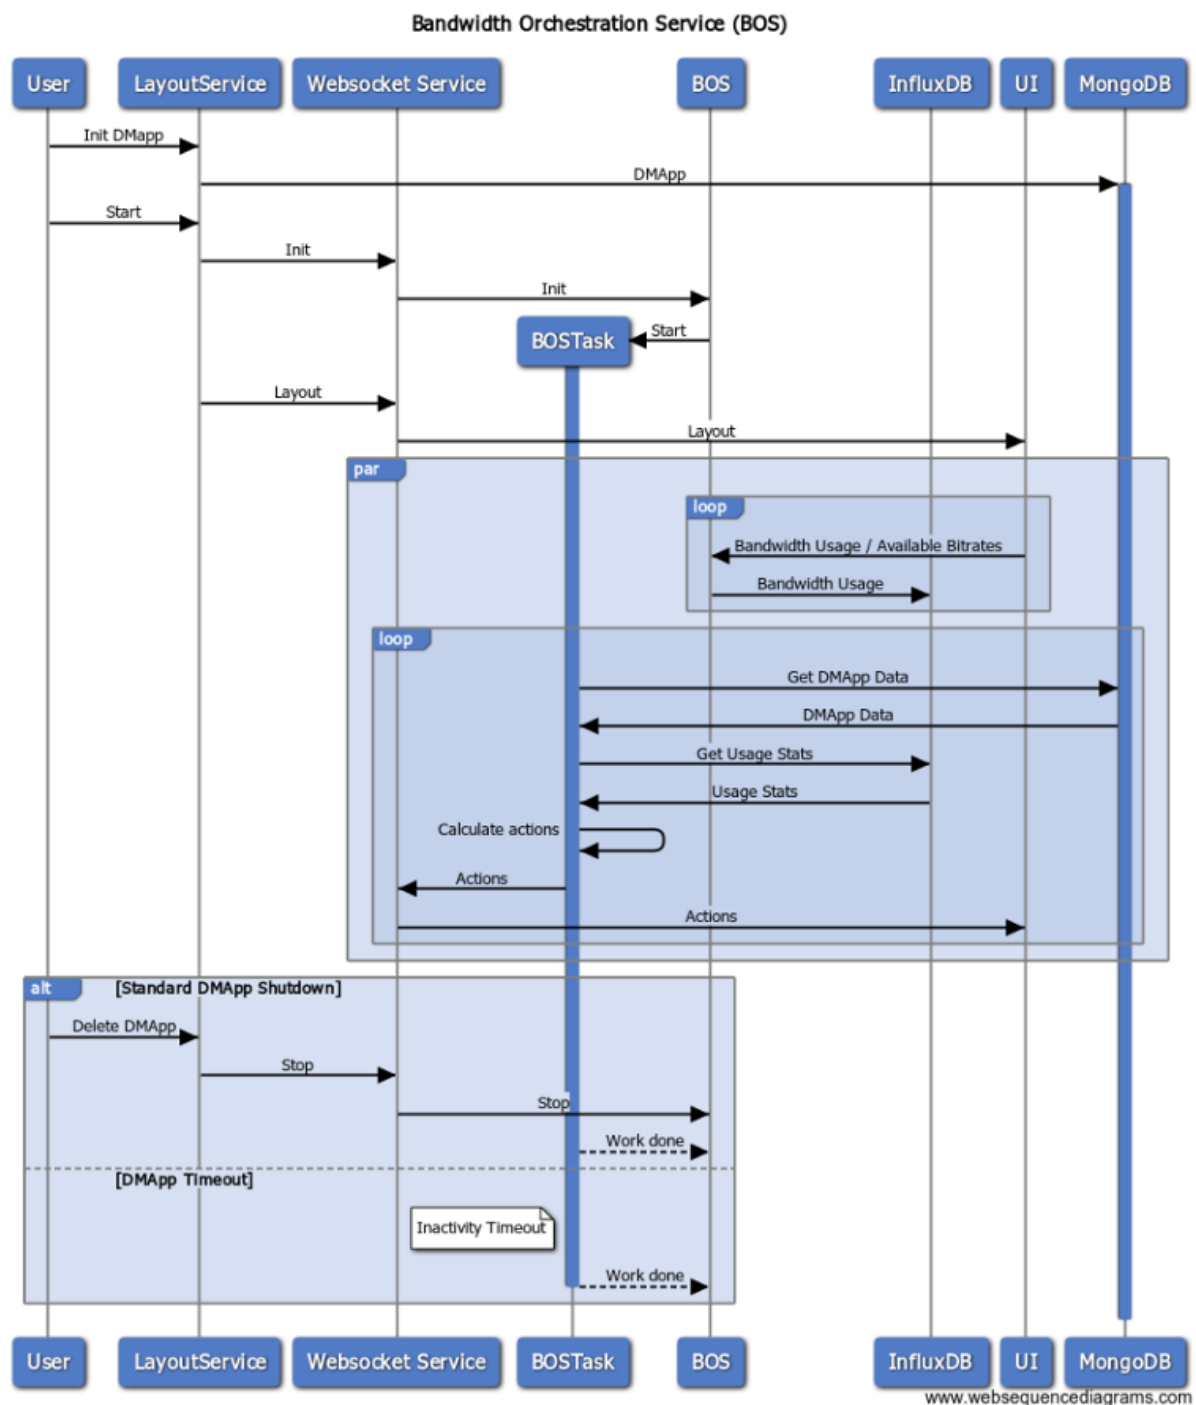 Bandwidth Orchestration Service (BOS)
User LayoutService Websocket Service BOS InfluxDB UI MongoDB
Init DMapp
DMApp
Start
Init
Init
BOSTask Start
Layout
Layout
par
loop
Bandwidth Usage / Available Bitrates
Bandwidth Usage
loop
Get DMApp Data
DMApp Data
Get Usage Stats
Usage Stats
Calculate actions
Actions
Actions
alt [Standard DMApp Shutdown]
Delete DMApp
Stop
Stop
Work done
[DMApp Timeout]
Inactivity Timeout
Work done
User LayoutService Websocket Service BOSTask BOS InfluxDB UI MongoDB
www.websequencediagrams.com